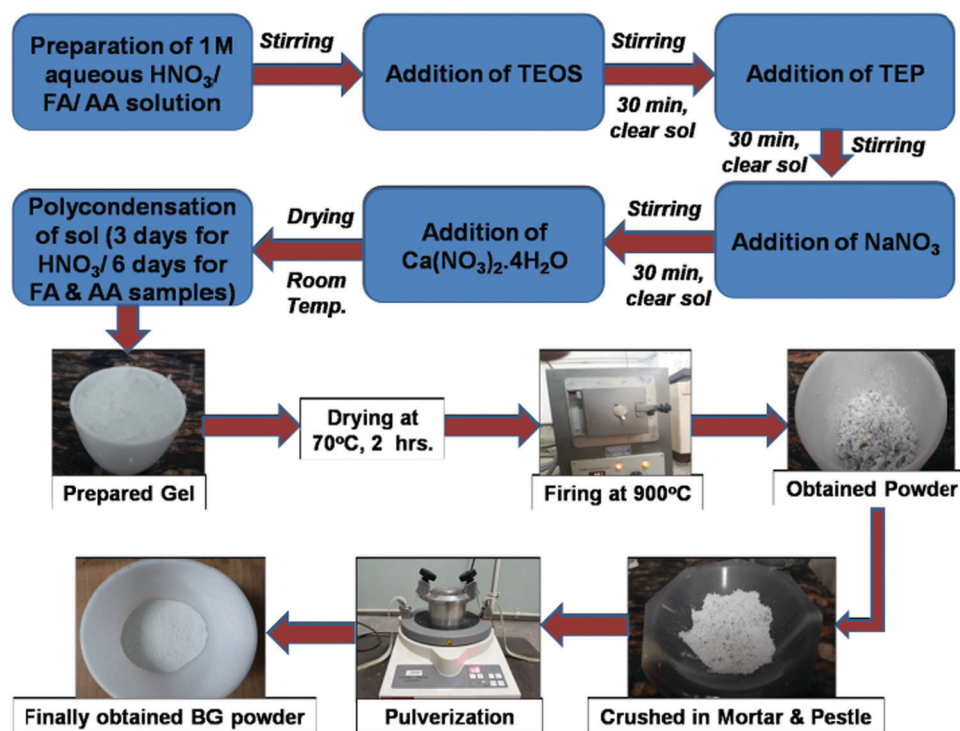 Preparation of 1M
aqueous HNO₃/
FA/ AA solution
Stirring
Addition of TEOS
Stirring
30 min,
clear sol
Addition of TEP
30 min,
clear sol
Stirring
Addition of NaNO₃
Stirring
30 min,
clear sol
Addition of
Ca(NO₃)₂.4H₂O
Drying
Room
Temp.
Polycondensation
of sol (3 days for
HNO₃/ 6 days for
FA & AA samples)
Prepared Gel
Drying at
70ºC, 2 hrs.
Firing at 900ºC
Obtained Powder
Crushed in Mortar & Pestle
Pulverization
Finally obtained BG powder